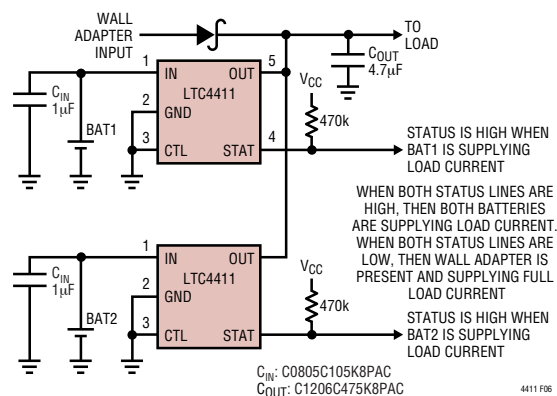 WALL
ADAPTER
INPUT
TO
LOAD
C_OUT
4.7µF
1
IN
OUT
5
LTC4411
C_IN
1µF
BAT1
2
GND
3
CTL
STAT
4
V_CC
470k
STATUS IS HIGH WHEN
BAT1 IS SUPPLYING
LOAD CURRENT
WHEN BOTH STATUS LINES ARE
HIGH, THEN BOTH BATTERIES
ARE SUPPLYING LOAD CURRENT.
WHEN BOTH STATUS LINES ARE
LOW, THEN WALL ADAPTER IS
PRESENT AND SUPPLYING FULL
LOAD CURRENT
1
IN
OUT
LTC4411
C_IN
1µF
BAT2
2
GND
3
CTL
STAT
V_CC
470k
STATUS IS HIGH WHEN
BAT2 IS SUPPLYING
LOAD CURRENT
C_IN: C0805C105K8PAC
C_OUT: C1206C475K8PAC
4411 F06